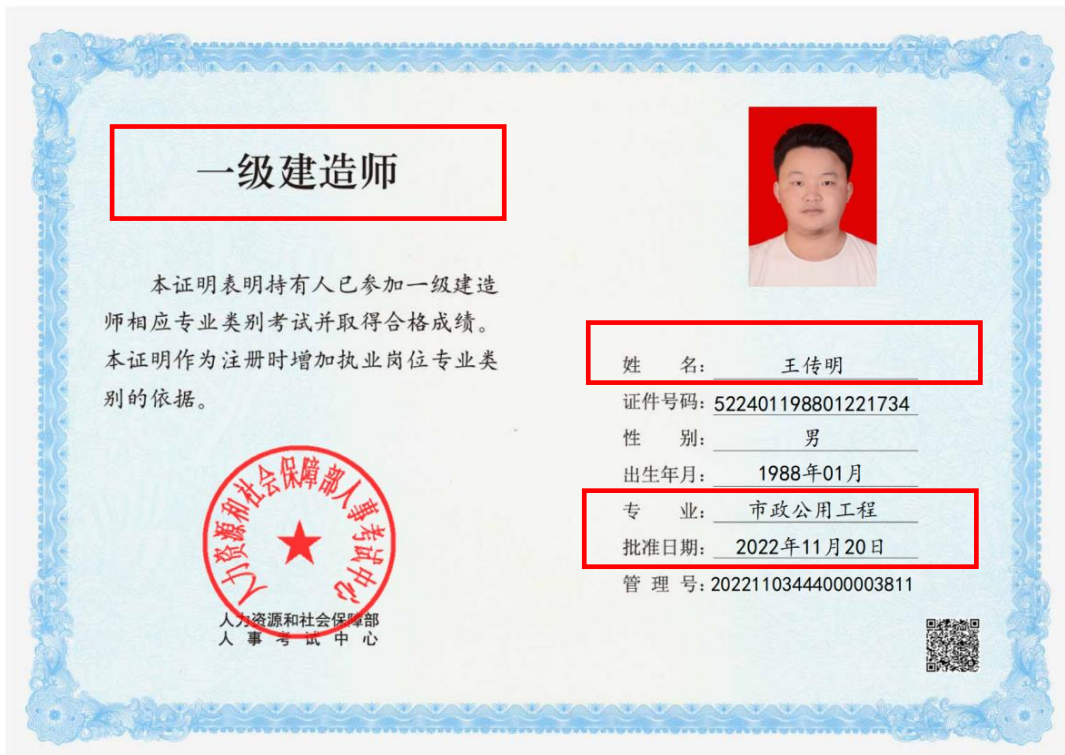 一级建造师
本证明表明持有人已参加一级建造
师相应专业类别考试并取得合格成绩。
本证明作为注册时增加执业岗位专业类
别的依据。
人力资源和社会保障部人事考试中心
人力资源和社会保障部
人事考试中心
姓 名：王传明
证件号码：522401198801221734
性 别：男
出生年月：1988年01月
专 业：市政公用工程
批准日期：2022年11月20日
管 理 号：20221103444000003811